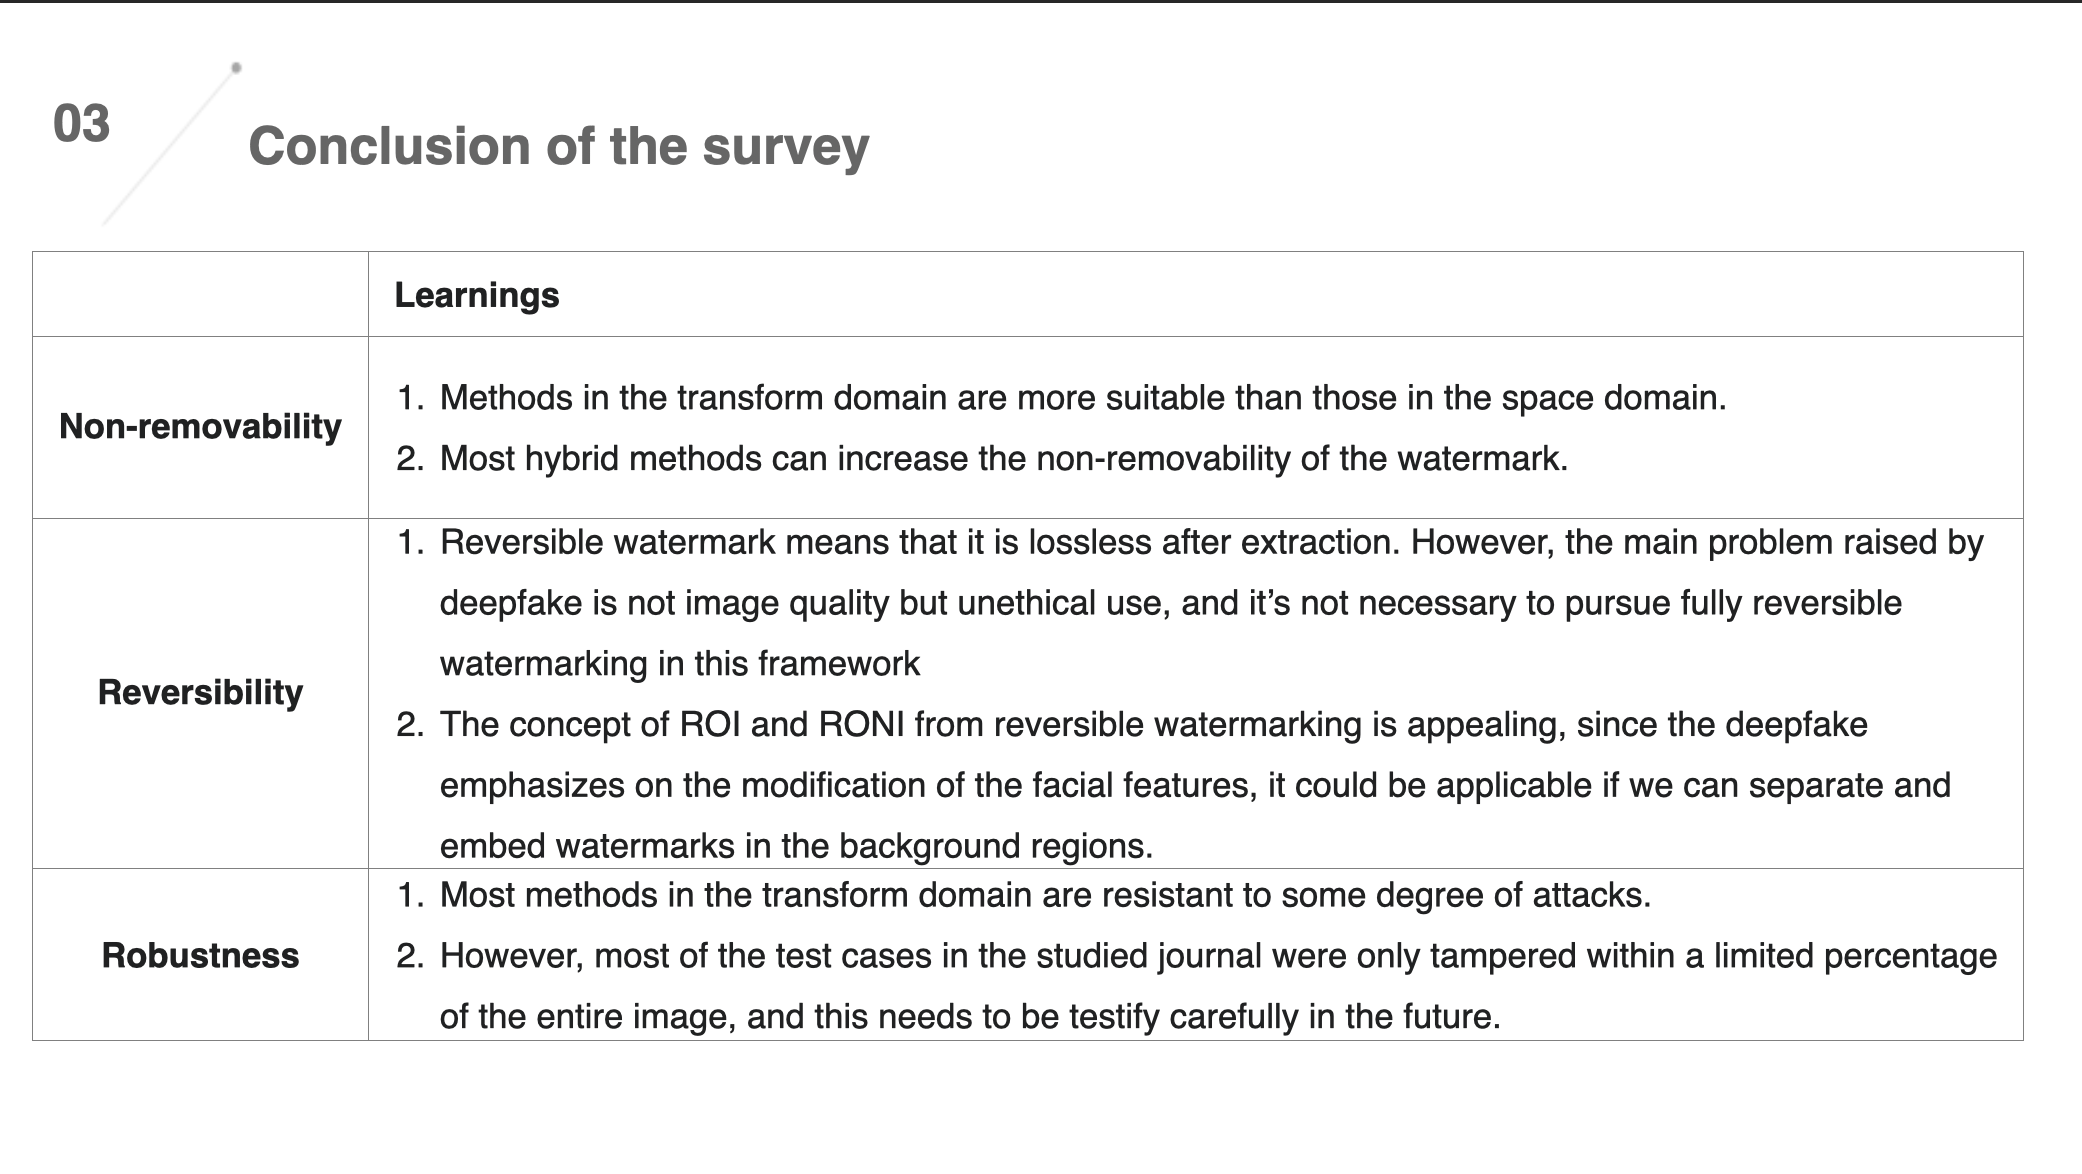 03
Conclusion of the survey
Learnings
Non-removability
1. Methods in the transform domain are more suitable than those in the space domain.
2. Most hybrid methods can increase the non-removability of the watermark.
Reversibility
1. Reversible watermark means that it is lossless after extraction. However, the main problem raised by
deepfake is not image quality but unethical use, and it’s not necessary to pursue fully reversible
watermarking in this framework
2. The concept of ROI and RONI from reversible watermarking is appealing, since the deepfake
emphasizes on the modification of the facial features, it could be applicable if we can separate and
embed watermarks in the background regions.
Robustness
1. Most methods in the transform domain are resistant to some degree of attacks.
2. However, most of the test cases in the studied journal were only tampered within a limited percentage
of the entire image, and this needs to be testify carefully in the future.